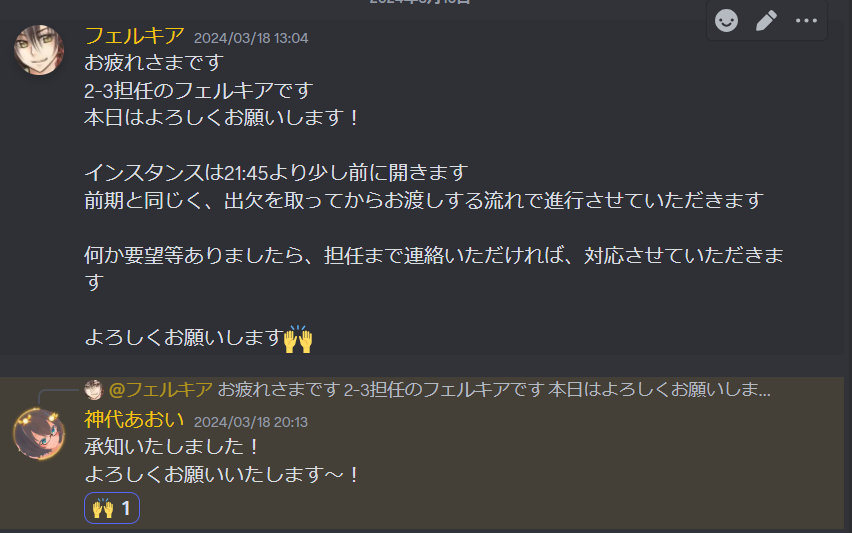 フェルキア 2024/03/18 13:04
お疲れさまです
2-3担任のフェルキアです
本日はよろしくお願いします！
インスタンスは21:45より少し前に開きます
前期と同じく、出欠を取ってからお渡しする流れで進行させていただきます
何か要望等ありましたら、担任まで連絡いただければ、対応させていただきま
す
よろしくお願いします🙌
@フェルキア お疲れさまです 2-3担任のフェルキアです 本日はよろしくお願いしま...
神代あおい 2024/03/18 20:13
承知いたしました！
よろしくお願いいたします～！
🙌 1